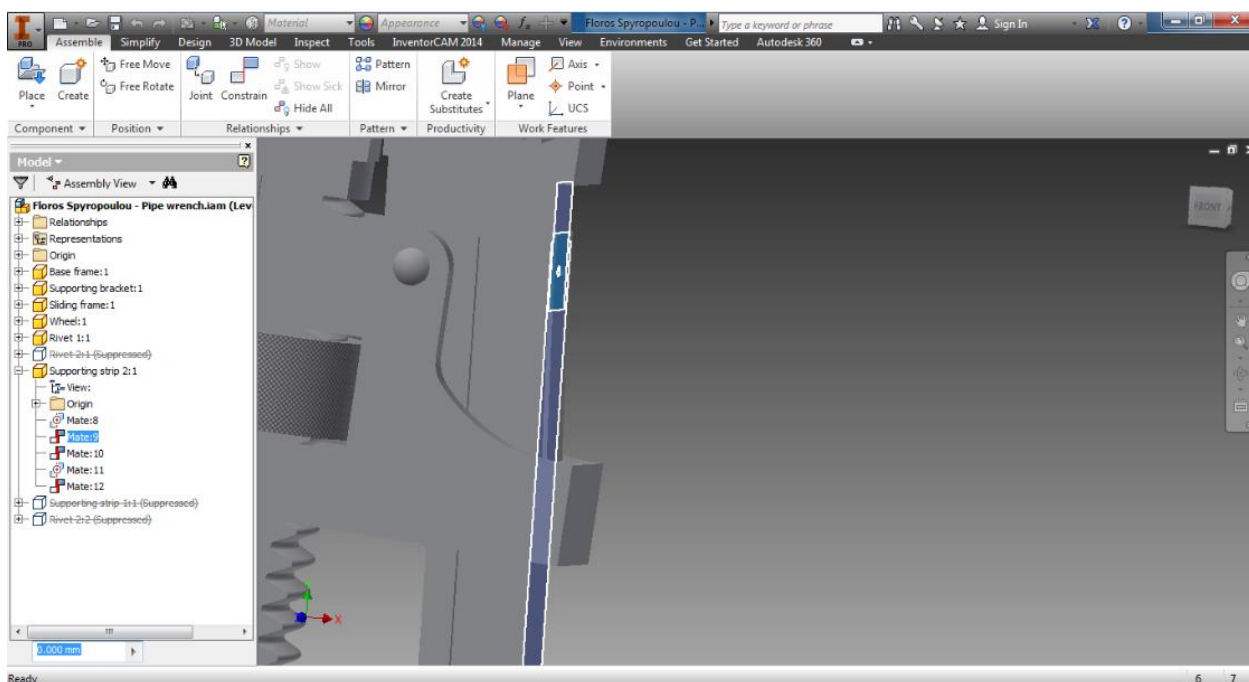 Material
Appearance
Floros Spyropoulou - P...
Type a keyword or phrase
Sign In
PRO
Assemble Simplify Design 3D Model Inspect Tools InventorCAM 2014 Manage View Environments Get Started Autodesk 360
Place
Create
Free Move
Free Rotate
Joint
Constrain
Show
Show Sick
Hide All
Pattern
Mirror
Create
Substitutes
Plane
Axis
Point
UCS
Component Position Relationships Pattern Productivity Work Features
Model
Assembly View
Floros Spyropoulou - Pipe wrench.iam (Lev
Relationships
Representations
Origin
Base frame:1
Supporting bracket:1
Sliding frame:1
Wheel:1
Rivet 1:1
Rivet 2:1 (Suppressed)
Supporting strip 2:1
View:
Origin
Mate:8
Mate:9
Mate:10
Mate:11
Mate:12
Supporting strip 1:1 (Suppressed)
Rivet 2:2 (Suppressed)
0.000 mm
FRONT
Y
X
Ready
6 7